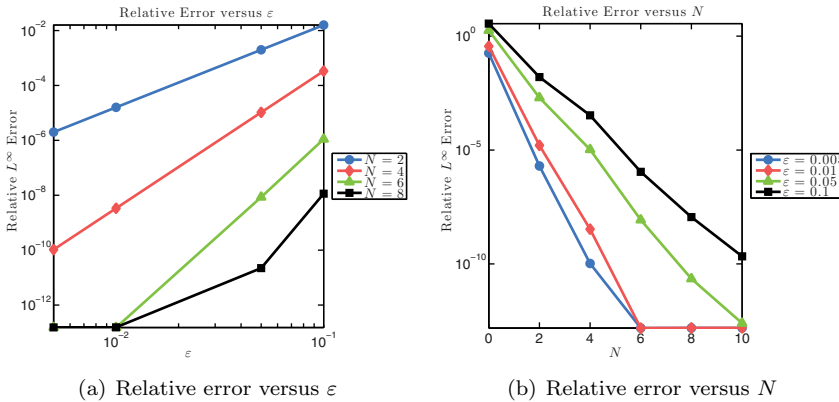 Relative Error versus ε
10^-2
10^-4
10^-6
10^-8
10^-10
10^-12
Relative L^∞ Error
10^-2
10^-1
ε
N = 2
N = 4
N = 6
N = 8
(a) Relative error versus ε
Relative Error versus N
10^0
10^-5
10^-10
Relative L^∞ Error
0 2 4 6 8 10
N
ε = 0.00
ε = 0.01
ε = 0.05
ε = 0.1
(b) Relative error versus N